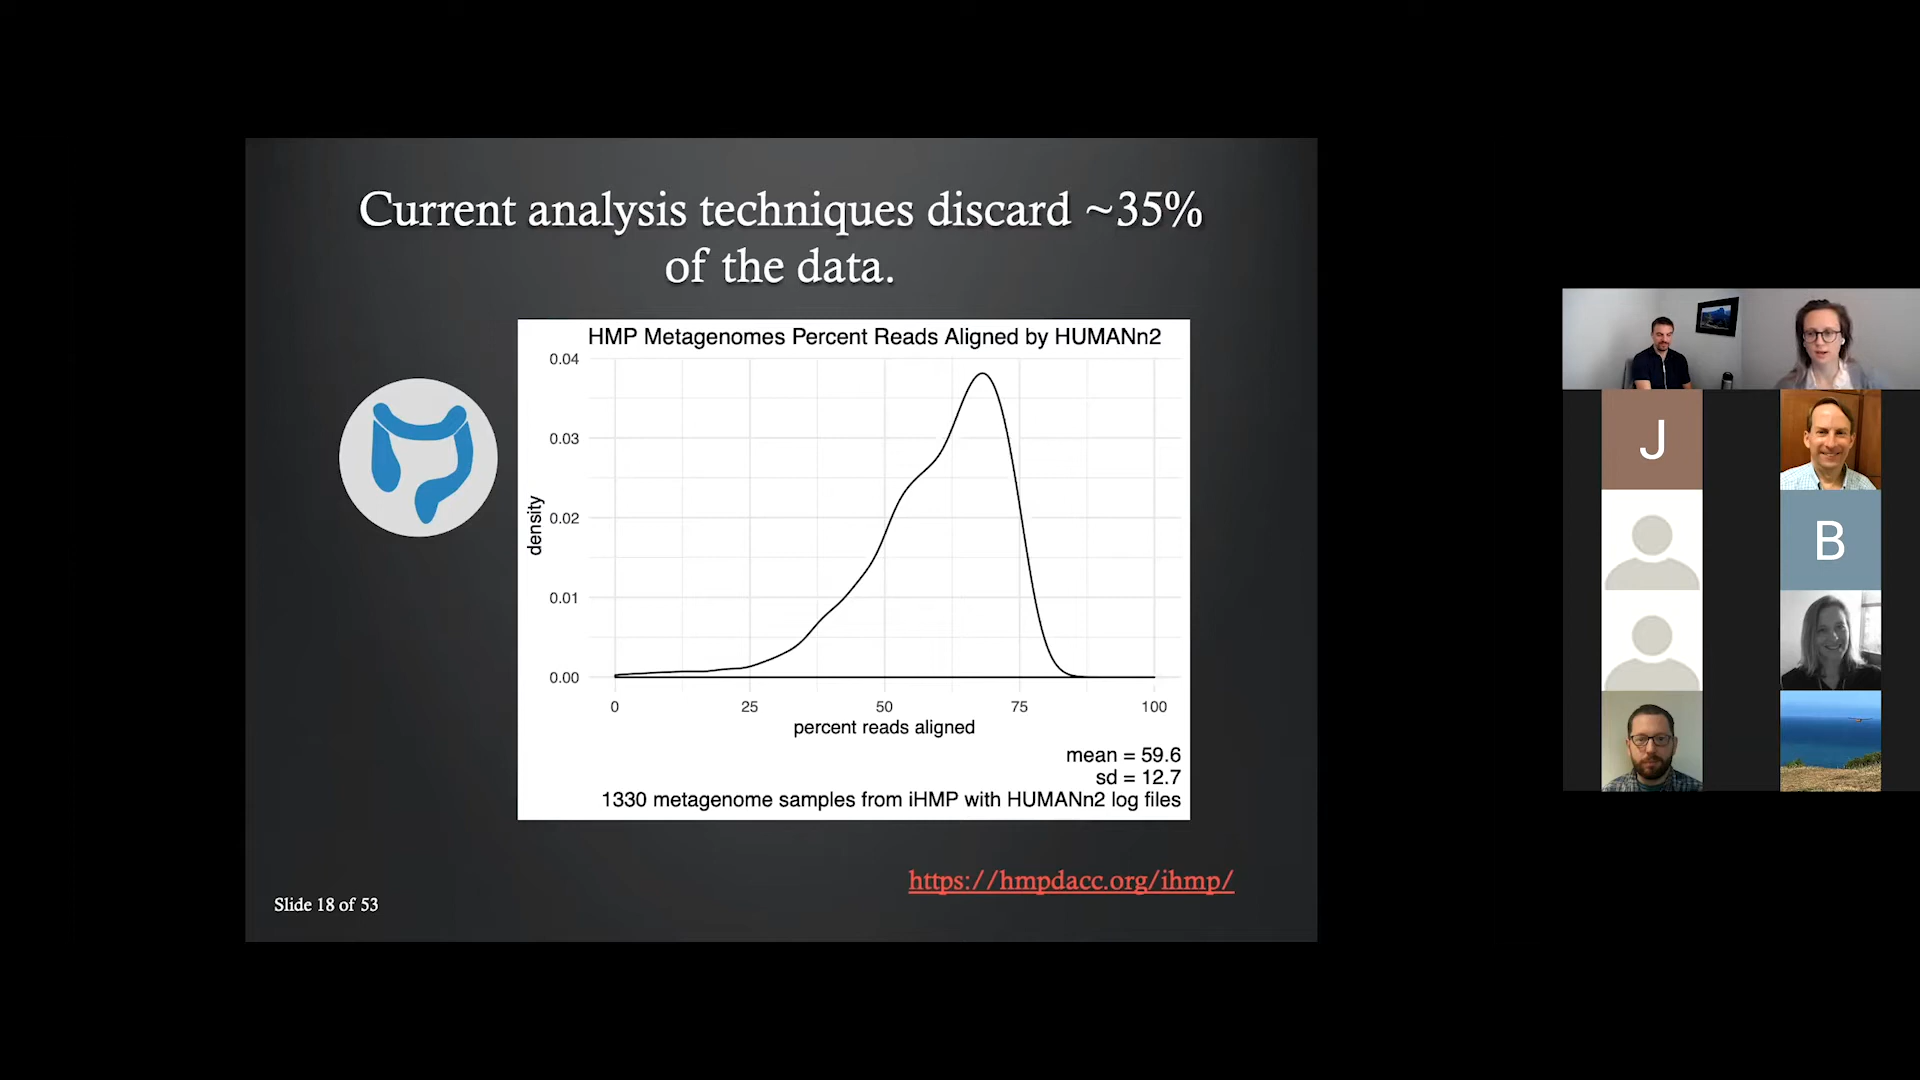 Current analysis techniques discard ~35%
of the data.
HMP Metagenomes Percent Reads Aligned by HUMANn2
0.04
0.03
0.02
0.01
0.00
density
0 25 50 75 100
percent reads aligned
mean = 59.6
sd = 12.7
1330 metagenome samples from iHMP with HUMANn2 log files
https://hmpdacc.org/ihmp/
Slide 18 of 53
J
B